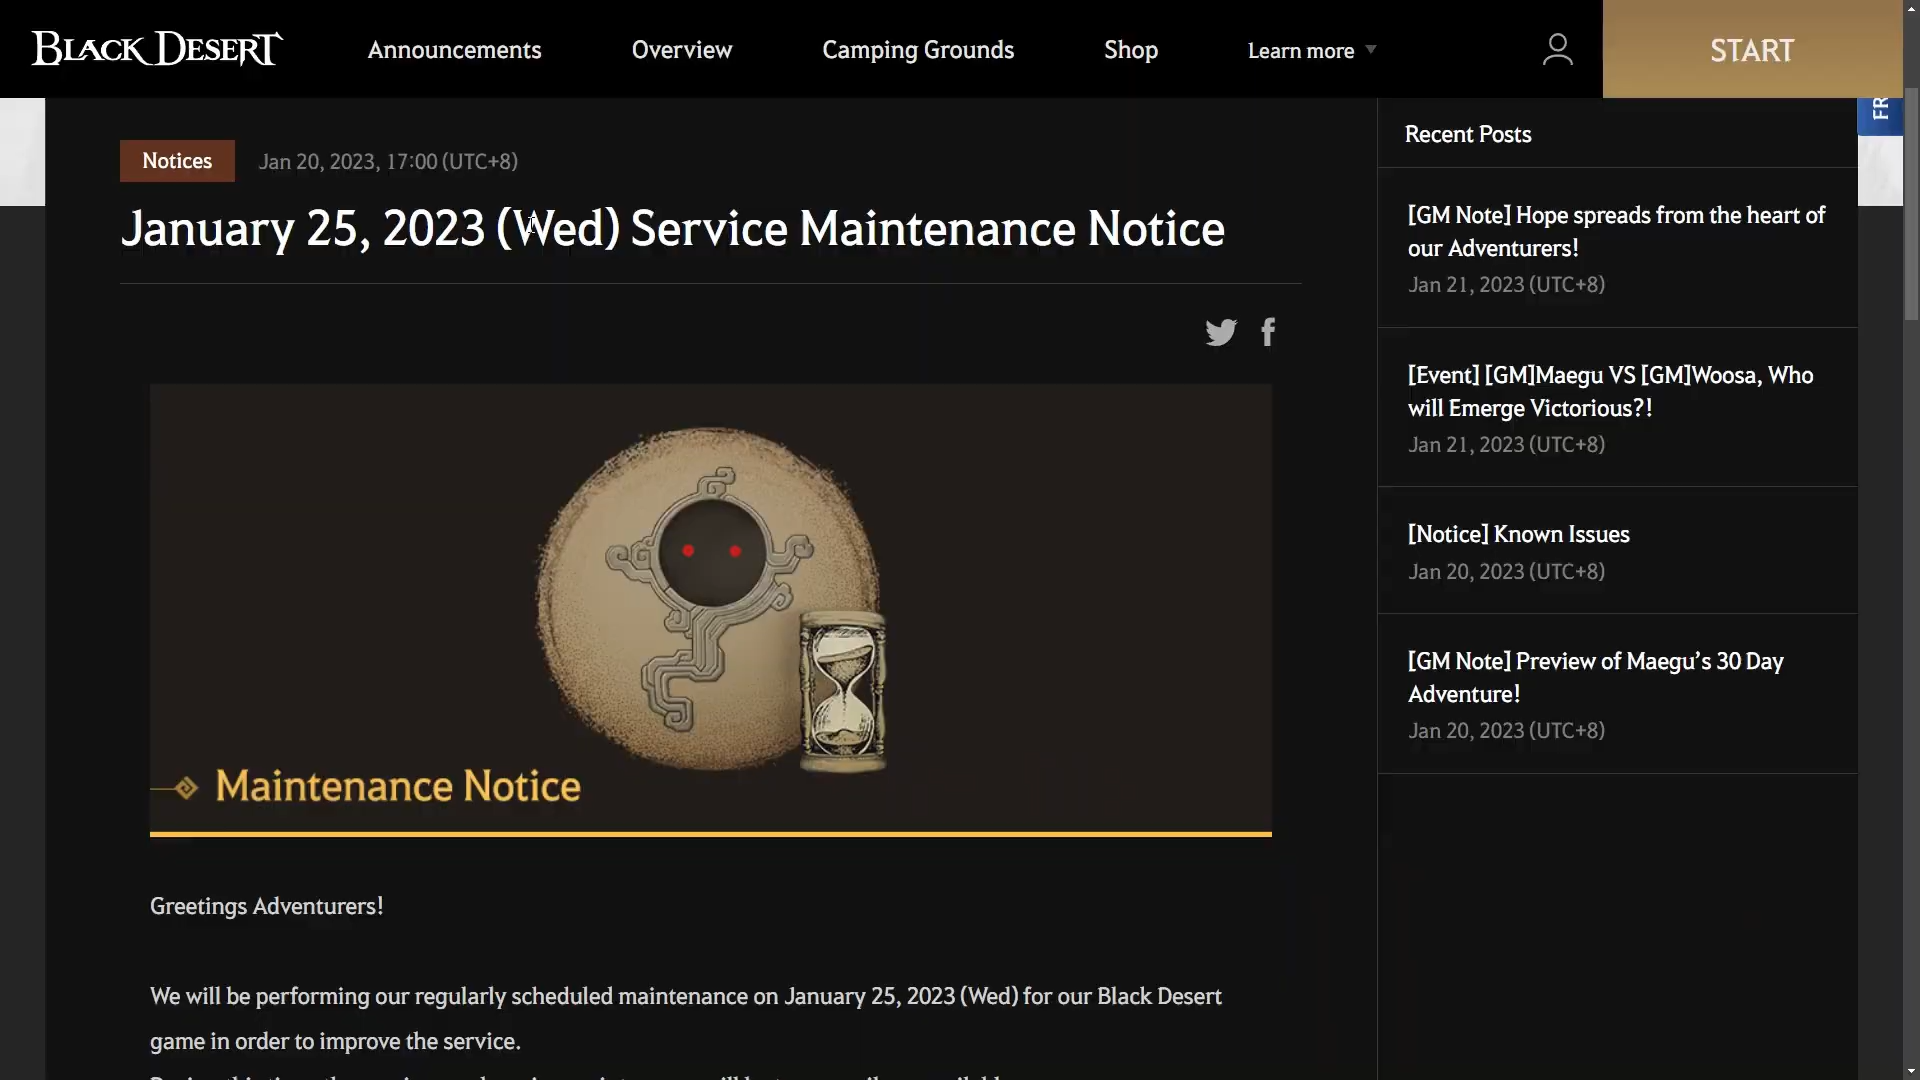 BLACK DESERT
Announcements
Overview
Camping Grounds
Shop
Learn more
START
FR
Notices
Jan 20, 2023, 17:00 (UTC+8)
January 25, 2023 (Wed) Service Maintenance Notice
Maintenance Notice
Greetings Adventurers!
We will be performing our regularly scheduled maintenance on January 25, 2023 (Wed) for our Black Desert
game in order to improve the service.
Recent Posts
[GM Note] Hope spreads from the heart of
our Adventurers!
Jan 21, 2023 (UTC+8)
[Event] [GM]Maegu VS [GM]Woosa, Who
will Emerge Victorious?!
Jan 21, 2023 (UTC+8)
[Notice] Known Issues
Jan 20, 2023 (UTC+8)
[GM Note] Preview of Maegu’s 30 Day
Adventure!
Jan 20, 2023 (UTC+8)